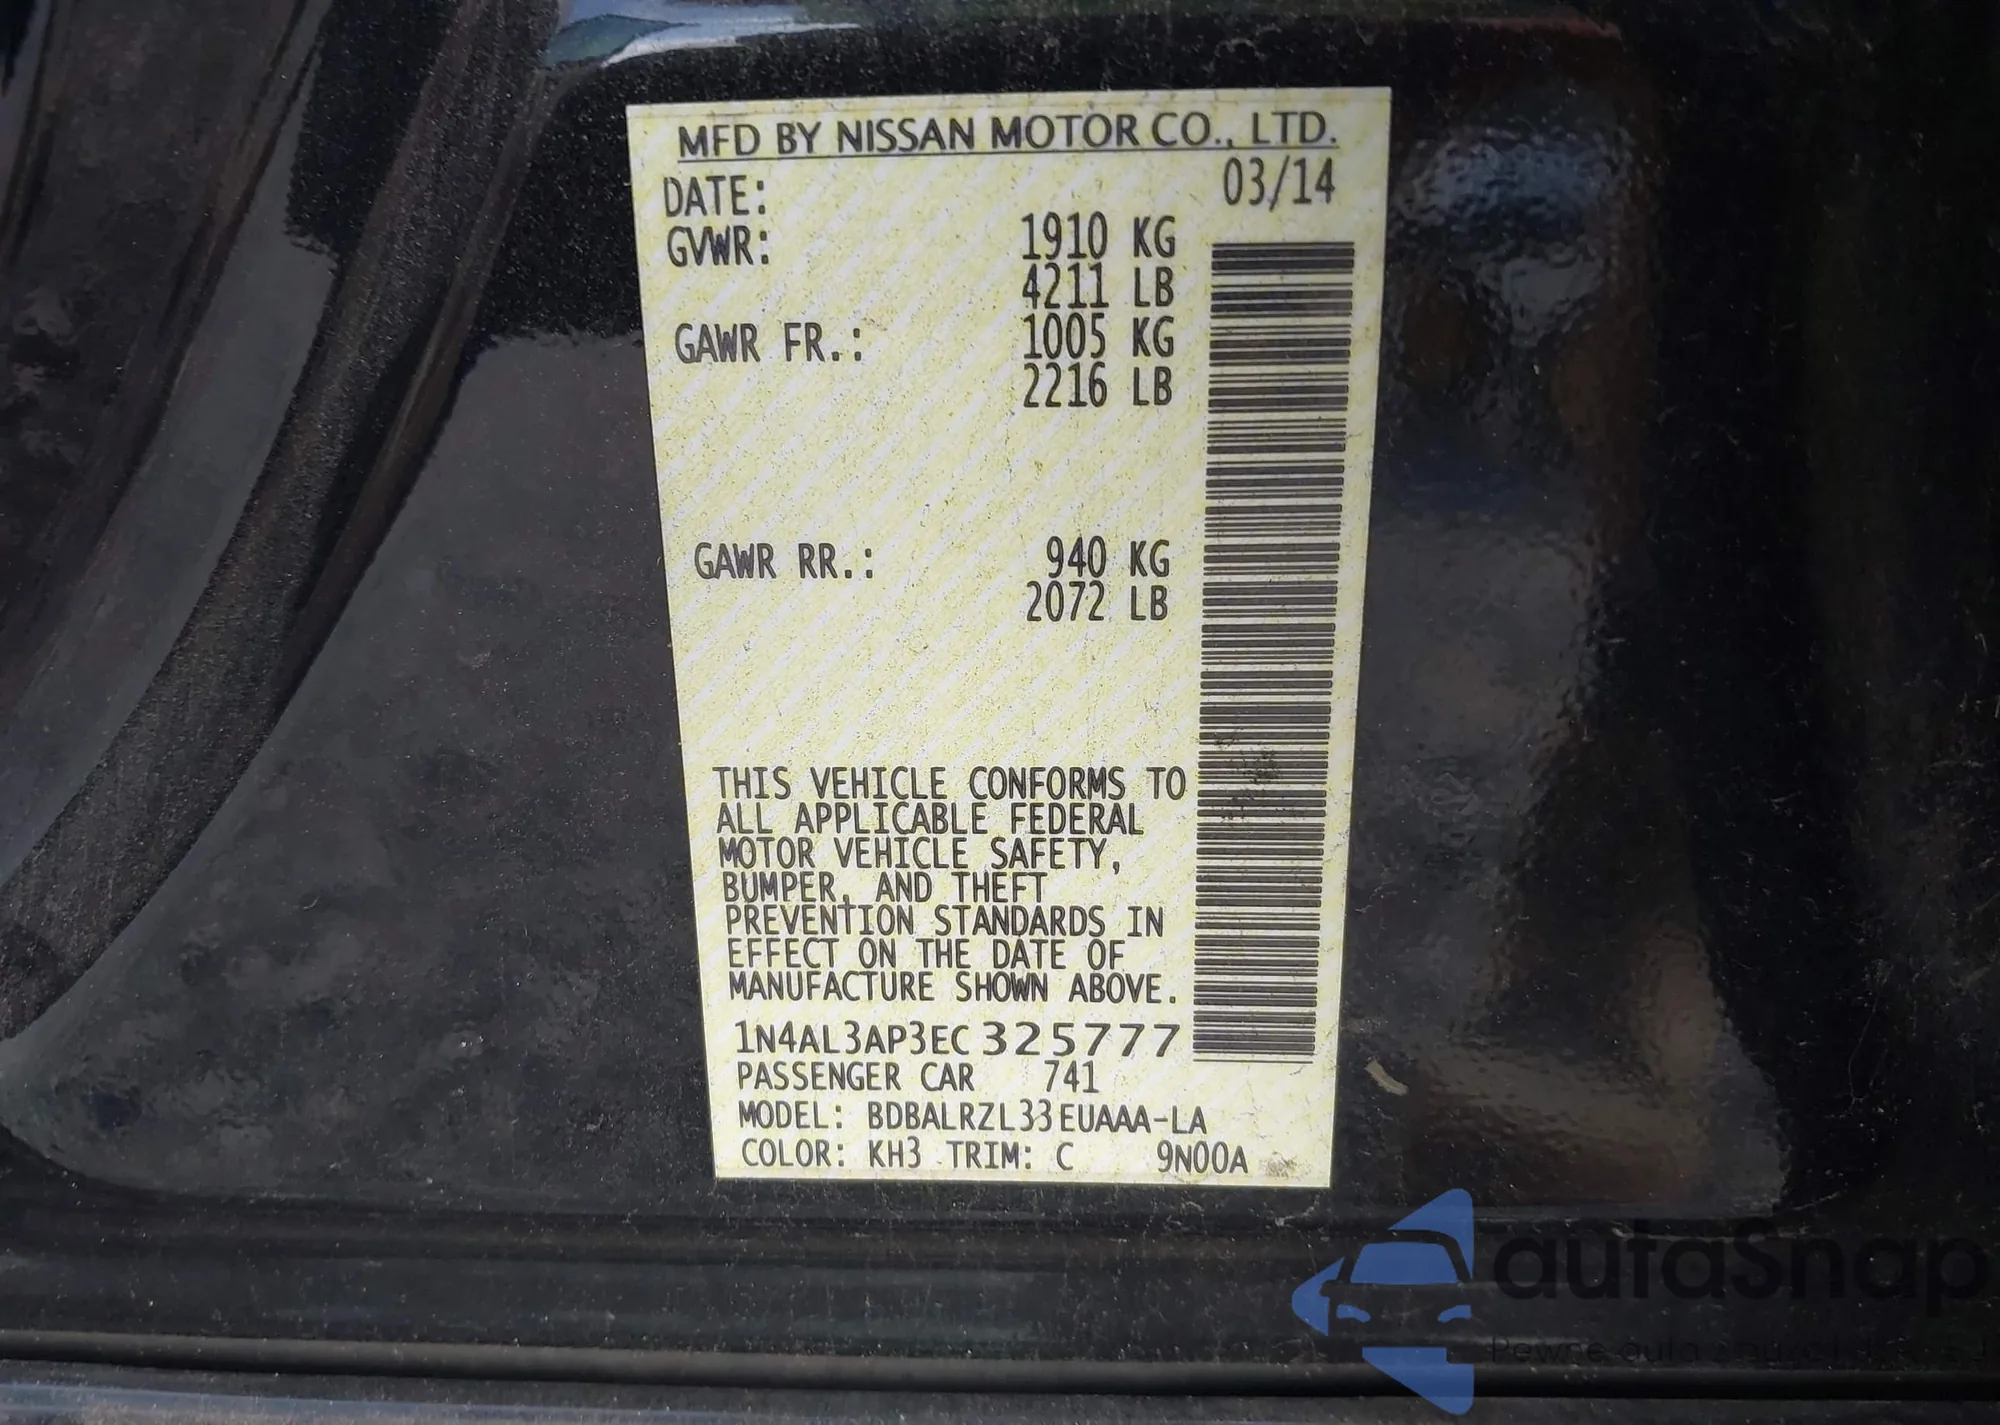 MFD BY NISSAN MOTOR CO., LTD.
DATE: 03/14
GVWR: 1910 KG
4211 LB
GAWR FR.: 1005 KG
2216 LB
GAWR RR.: 940 KG
2072 LB
THIS VEHICLE CONFORMS TO
ALL APPLICABLE FEDERAL
MOTOR VEHICLE SAFETY,
BUMPER, AND THEFT
PREVENTION STANDARDS IN
EFFECT ON THE DATE OF
MANUFACTURE SHOWN ABOVE.
1N4AL3AP3EC325777
PASSENGER CAR 741
MODEL: BDBALRZL33EUAAA-LA
COLOR: KH3 TRIM: C 9N00A
autaSnap
Pewne auta z